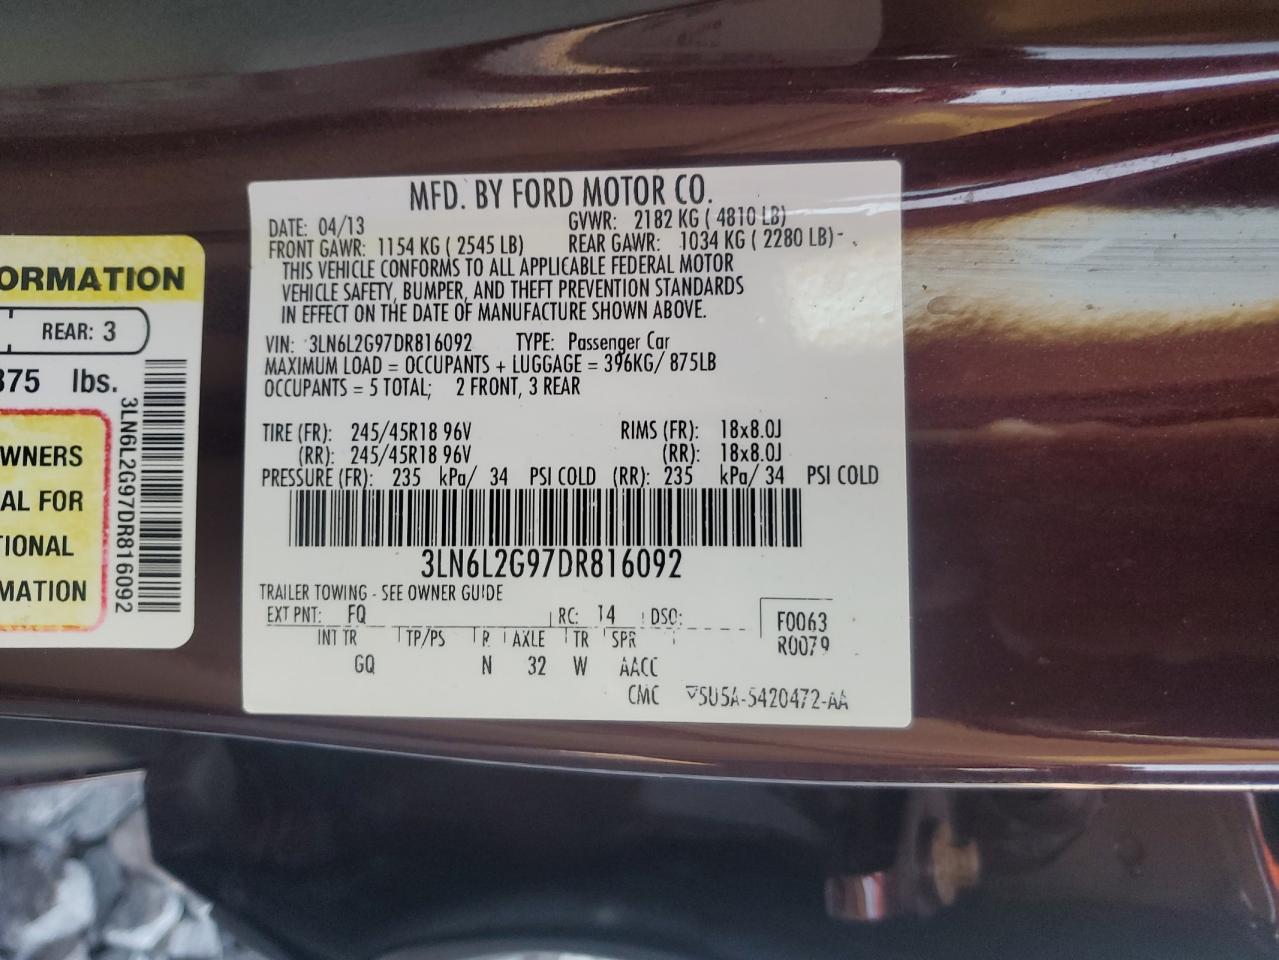 MFD. BY FORD MOTOR CO.
DATE: 04/13 GVWR: 2182 KG ( 4810 LB)
FRONT GAWR: 1154 KG ( 2545 LB) REAR GAWR: 1034 KG ( 2280 LB)
THIS VEHICLE CONFORMS TO ALL APPLICABLE FEDERAL MOTOR
VEHICLE SAFETY, BUMPER, AND THEFT PREVENTION STANDARDS
IN EFFECT ON THE DATE OF MANUFACTURE SHOWN ABOVE.
VIN: 3LN6L2G97DR816092 TYPE: Passenger Car
MAXIMUM LOAD = OCCUPANTS + LUGGAGE = 396KG/ 875LB
OCCUPANTS = 5 TOTAL; 2 FRONT, 3 REAR
TIRE (FR): 245/45R18 96V RIMS (FR): 18x8.0J
(RR): 245/45R18 96V (RR): 18x8.0J
PRESSURE (FR): 235 kPa/ 34 PSI COLD (RR): 235 kPa/ 34 PSI COLD
3LN6L2G97DR816092
TRAILER TOWING - SEE OWNER GUIDE
EXT PNT: FQ RC: 14 DSO:
F0063
R0079
INT TR TP/PS R AXLE TR SPR
GQ N 32 W AACC
CMC 5U5A-5420472-AA
ORMATION
REAR: 3
875 lbs.
WNERS
AL FOR
TIONAL
MATION
3LN6L2G97DR816092